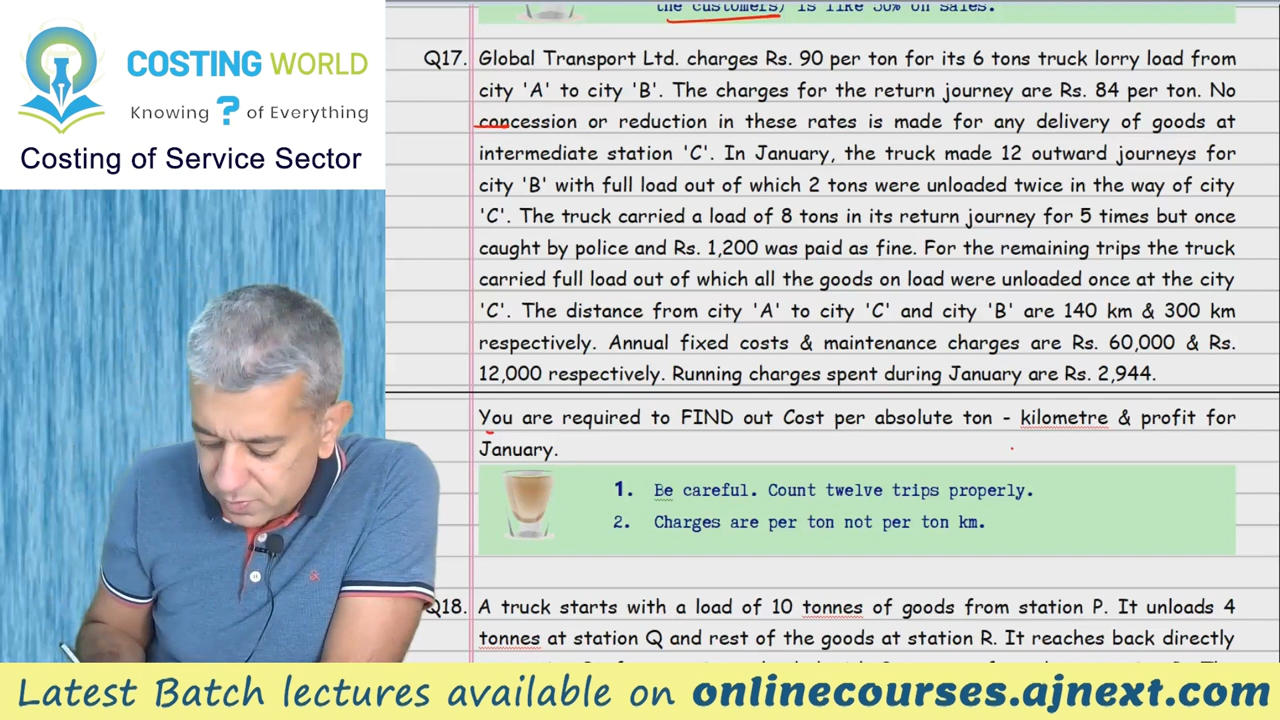 COSTING WORLD
Knowing ? of Everything
Costing of Service Sector
the customers) is like 50% on sales.
Q17. Global Transport Ltd. charges Rs. 90 per ton for its 6 tons truck lorry load from
city 'A' to city 'B'. The charges for the return journey are Rs. 84 per ton. No
concession or reduction in these rates is made for any delivery of goods at
intermediate station 'C'. In January, the truck made 12 outward journeys for
city 'B' with full load out of which 2 tons were unloaded twice in the way of city
'C'. The truck carried a load of 8 tons in its return journey for 5 times but once
caught by police and Rs. 1,200 was paid as fine. For the remaining trips the truck
carried full load out of which all the goods on load were unloaded once at the city
'C'. The distance from city 'A' to city 'C' and city 'B' are 140 km & 300 km
respectively. Annual fixed costs & maintenance charges are Rs. 60,000 & Rs.
12,000 respectively. Running charges spent during January are Rs. 2,944.
You are required to FIND out Cost per absolute ton - kilometre & profit for
January.
1. Be careful. Count twelve trips properly.
2. Charges are per ton not per ton km.
Q18. A truck starts with a load of 10 tonnes of goods from station P. It unloads 4
tonnes at station Q and rest of the goods at station R. It reaches back directly
Latest Batch lectures available on onlinecourses.ajnext.com